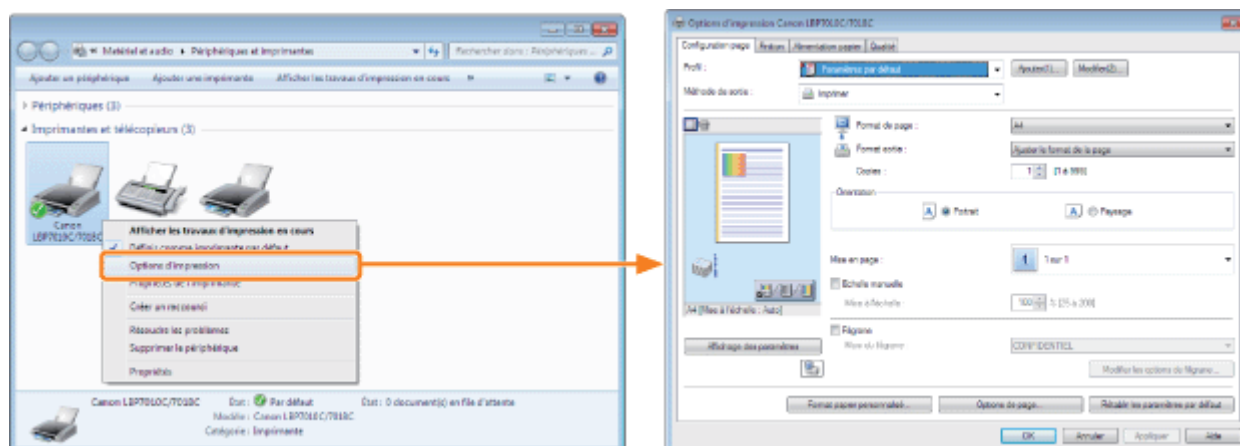 Matériel et audio ▸ Périphériques et imprimantes
Rechercher dans : Périphériques ...
Ajouter un périphérique Ajouter une imprimante Afficher les travaux d'impression en cours »
Périphériques (3)
Imprimantes et télécopieurs (3)
Canon
LBP7010C/7018C
Afficher les travaux d'impression en cours
Définir comme imprimante par défaut
Options d'impression
Propriétés de l'imprimante
Créer un raccourci
Résoudre les problèmes
Supprimer le périphérique
Propriétés
Canon LBP7010C/7018C État : Par défaut État : 0 document(s) en file d'attente
Modèle : Canon LBP7010C/7018C
Catégorie : Imprimante
Options d'impression Canon LBP7010C/7018C
Configuration page Finition Alimentation papier Qualité
Profil : Paramètres par défaut Ajouter(1)... Modifier(2)...
Méthode de sortie : Imprimer
Format de page : A4
Format sortie : Ajuster le format de la page
Copies : 1 [1 à 999]
Orientation
A Portrait A Paysage
Mise en page : 1 1 sur 1
Echelle manuelle
Mise à l'échelle : 100 % [25 à 200]
A4 [Mise à l'échelle : Auto]
Filigrane
Nom du filigrane : CONFIDENTIEL
Affichage des paramètres
Modifier les options de filigrane...
Format papier personnalisé... Options de page... Rétablir les paramètres par défaut
OK Annuler Appliquer Aide